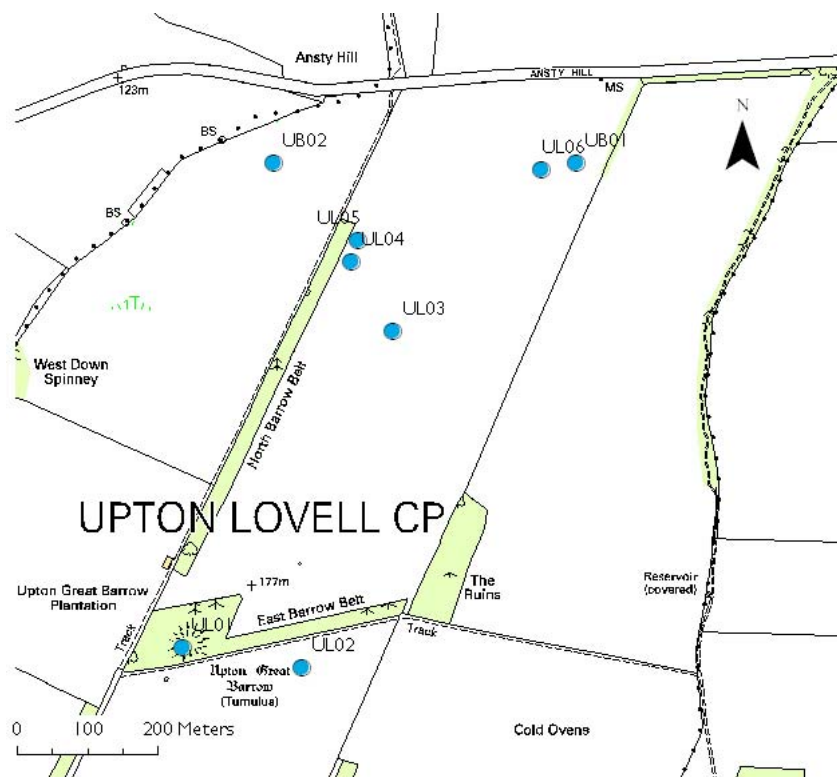 Ansty Hill
ANSTY HILL
123m
MS
N
BS
UB02
UL06
UB01
BS
UL05
UL04
UL03
West Down
Spinney
North Barrow Belt
UPTON LOVELL CP
177m
Upton Great Barrow
Plantation
The
Ruins
Reservoir
(covered)
East Barrow Belt
Track
UL01
Track
UL02
Upton Great
Barrow
(Tumulus)
Cold Ovens
0 100 200 Meters